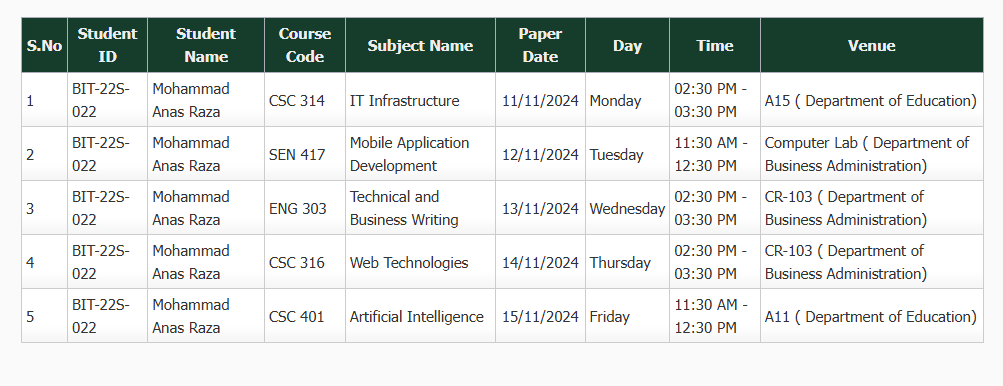 S.No Student ID Student Name Course Code Subject Name Paper Date Day Time Venue
1 BIT-22S-022 Mohammad Anas Raza CSC 314 IT Infrastructure 11/11/2024 Monday 02:30 PM - 03:30 PM A15 ( Department of Education)
2 BIT-22S-022 Mohammad Anas Raza SEN 417 Mobile Application Development 12/11/2024 Tuesday 11:30 AM - 12:30 PM Computer Lab ( Department of Business Administration)
3 BIT-22S-022 Mohammad Anas Raza ENG 303 Technical and Business Writing 13/11/2024 Wednesday 02:30 PM - 03:30 PM CR-103 ( Department of Business Administration)
4 BIT-22S-022 Mohammad Anas Raza CSC 316 Web Technologies 14/11/2024 Thursday 02:30 PM - 03:30 PM CR-103 ( Department of Business Administration)
5 BIT-22S-022 Mohammad Anas Raza CSC 401 Artificial Intelligence 15/11/2024 Friday 11:30 AM - 12:30 PM A11 ( Department of Education)